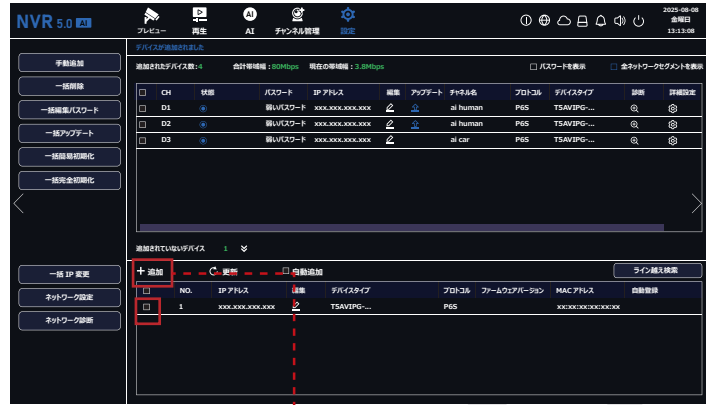 NVR 5.0 AI
プレビュー 再生 AI チャンネル管理 設定
2025-08-08
金曜日
13:13:08
デバイスが追加されました
追加されたデバイス数:4 合計帯域幅:80Mbps 現在の帯域幅:3.8Mbps パスワードを表示 全ネットワークセグメントを表示
手動追加
一括削除
一括編集パスワード
一括アップデート
一括簡易初期化
一括完全初期化
CH 状態 パスワード IP アドレス 編集 アップデート チャネル名 プロトコル デバイスタイプ 診断 詳細設定
D1 弱いパスワード xxx.xxx.xxx.xxx ai human P6S T5AVIPG-...
D2 弱いパスワード xxx.xxx.xxx.xxx ai human P6S T5AVIPG-...
D3 弱いパスワード xxx.xxx.xxx.xxx ai car P6S T5AVIPG-...
追加されていないデバイス 1
一括 IP 変更
ネットワーク設定
ネットワーク診断
追加 更新 自動追加 ライン越え検索
NO. IP アドレス 編集 デバイスタイプ プロトコル ファームウェアバージョン MAC アドレス 自動登録
1 xxx.xxx.xxx.xxx T5AVIPG-... P6S xx:xx:xx:xx:xx:xx